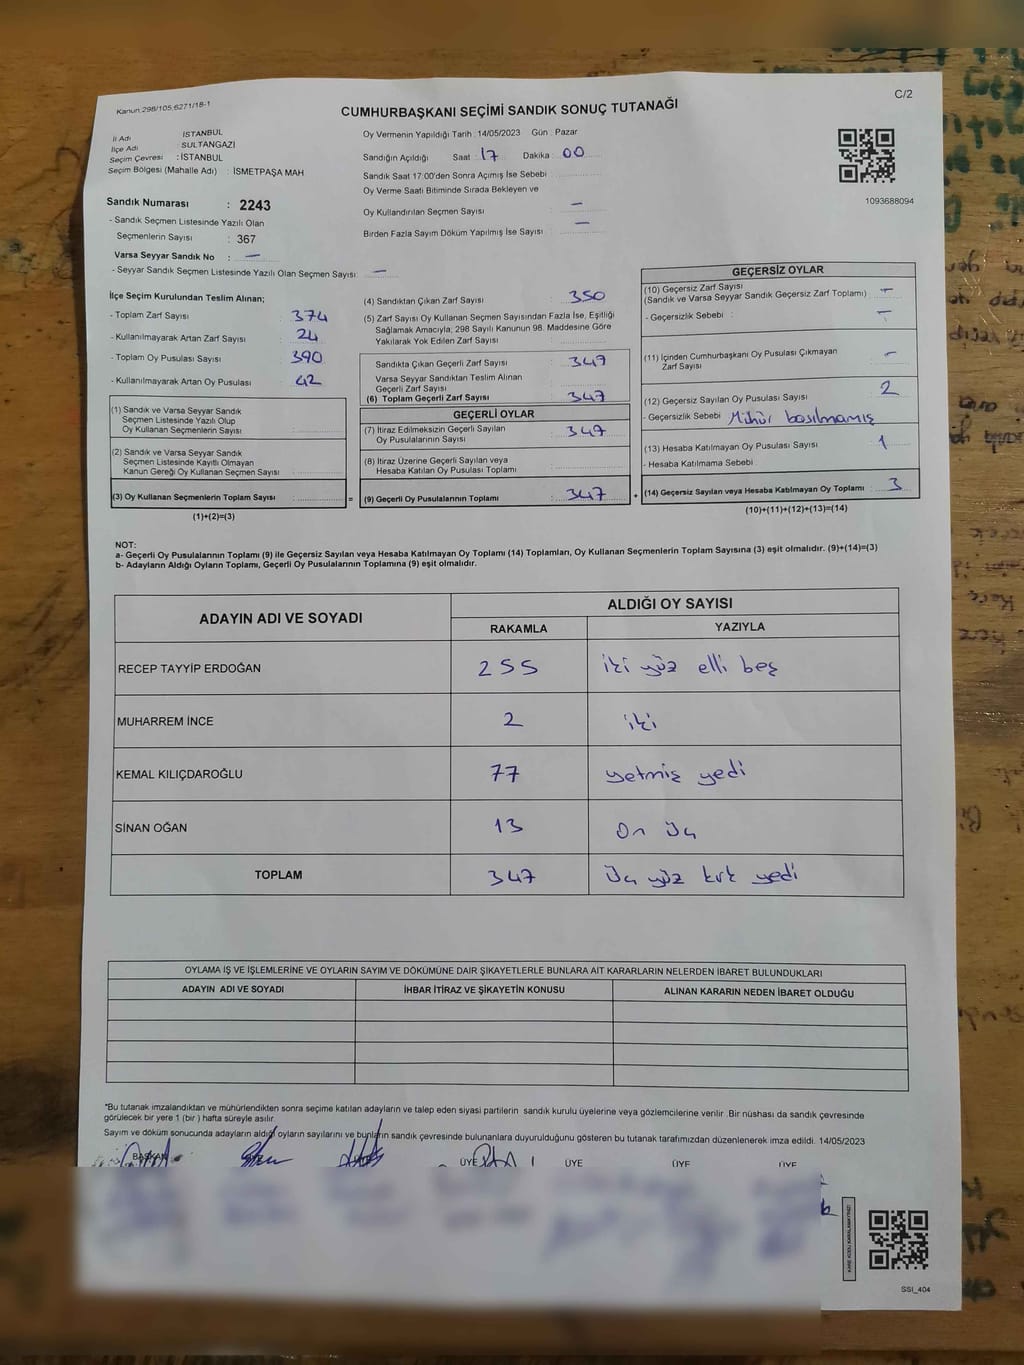 Kanun:298/105,6271/18-1
C/2
CUMHURBAŞKANI SEÇİMİ SANDIK SONUÇ TUTANAĞI
İl Adı : İSTANBUL
İlçe Adı : SULTANGAZİ
Seçim Çevresi : İSTANBUL
Seçim Bölgesi (Mahalle Adı) : İSMETPAŞA MAH
Sandık Numarası : 2243
- Sandık Seçmen Listesinde Yazılı Olan
Seçmenlerin Sayısı : 367
Varsa Seyyar Sandık No : —
- Seyyar Sandık Seçmen Listesinde Yazılı Olan Seçmen Sayısı: —
Oy Vermenin Yapıldığı Tarih :14/05/2023 Gün : Pazar
Sandığın Açıldığı Saat : 17 Dakika : 00
Sandık Saat 17:00'den Sonra Açımış İse Sebebi :
Oy Verme Saati Bitiminde Sırada Bekleyen ve
Oy Kullandırılan Seçmen Sayısı : —
Birden Fazla Sayım Döküm Yapılmış İse Sayısı : —
1093688094
İlçe Seçim Kurulundan Teslim Alınan;
- Toplam Zarf Sayısı : 374
- Kullanılmayarak Artan Zarf Sayısı : 24
- Toplam Oy Pusulası Sayısı : 390
- Kullanılmayarak Artan Oy Pusulası : 42
(1) Sandık ve Varsa Seyyar Sandık
Seçmen Listesinde Yazılı Olup
Oy Kullanan Seçmenlerin Sayısı :
(2) Sandık ve Varsa Seyyar Sandık
Seçmen Listesinde Kayıtlı Olmayan
Kanun Gereği Oy Kullanan Seçmen Sayısı :
(3) Oy Kullanan Seçmenlerin Toplam Sayısı : =
(1)+(2)=(3)
(4) Sandıktan Çıkan Zarf Sayısı : 350
(5) Zarf Sayısı Oy Kullanan Seçmen Sayısından Fazla İse, Eşitliği
Sağlamak Amacıyla; 298 Sayılı Kanunun 98. Maddesine Göre
Yakılarak Yok Edilen Zarf Sayısı :
Sandıkta Çıkan Geçerli Zarf Sayısı : 347
Varsa Seyyar Sandıktan Teslim Alınan
Geçerli Zarf Sayısı :
(6) Toplam Geçerli Zarf Sayısı : 347
GEÇERLİ OYLAR
(7) İtiraz Edilmeksizin Geçerli Sayılan
Oy Pusulalarının Sayısı : 347
(8) İtiraz Üzerine Geçerli Sayılan veya
Hesaba Katılan Oy Pusulası Toplamı :
(9) Geçerli Oy Pusulalarının Toplamı : 347 +
GEÇERSİZ OYLAR
(10) Geçersiz Zarf Sayısı : —
(Sandık ve Varsa Seyyar Sandık Geçersiz Zarf Toplamı)
- Geçersizlik Sebebi : —
(11) İçinden Cumhurbaşkanı Oy Pusulası Çıkmayan : —
Zarf Sayısı
(12) Geçersiz Sayılan Oy Pusulası Sayısı : 2
- Geçersizlik Sebebi : Mühür basılmamış
(13) Hesaba Katılmayan Oy Pusulası Sayısı : 1
- Hesaba Katılmama Sebebi :
(14) Geçersiz Sayılan veya Hesaba Katılmayan Oy Toplamı : 3
(10)+(11)+(12)+(13)=(14)
NOT:
a- Geçerli Oy Pusulalarının Toplamı (9) ile Geçersiz Sayılan veya Hesaba Katılmayan Oy Toplamı (14) Toplamları, Oy Kullanan Seçmenlerin Toplam Sayısına (3) eşit olmalıdır. (9)+(14)=(3)
b- Adayların Aldığı Oyların Toplamı, Geçerli Oy Pusulalarının Toplamına (9) eşit olmalıdır.
ADAYIN ADI VE SOYADI
ALDIĞI OY SAYISI
RAKAMLA YAZIYLA
RECEP TAYYİP ERDOĞAN 255 iki yüz elli beş
MUHARREM İNCE 2 iki
KEMAL KILIÇDAROĞLU 77 yetmiş yedi
SİNAN OĞAN 13 on üç
TOPLAM 347 üç yüz kırk yedi
OYLAMA İŞ VE İŞLEMLERİNE VE OYLARIN SAYIM VE DÖKÜMÜNE DAİR ŞİKAYETLERLE BUNLARA AİT KARARLARIN NELERDEN İBARET BULUNDUKLARI
ADAYIN ADI VE SOYADI İHBAR İTİRAZ VE ŞİKAYETİN KONUSU ALINAN KARARIN NEDEN İBARET OLDUĞU
*Bu tutanak imzalandıktan ve mühürlendikten sonra seçime katılan adayların ve talep eden siyasi partilerin sandık kurulu üyelerine veya gözlemcilerine verilir .Bir nüshası da sandık çevresinde
görülecek bir yere 1 (bir ) hafta süreyle asılır.
Sayım ve döküm sonucunda adayların aldığı oyların sayılarını ve bunların sandık çevresinde bulunanlara duyurulduğunu gösteren bu tutanak tarafımızdan düzenlenerek imza edildi. 14/05/2023
BAŞKAN ÜYE ÜYE ÜYE ÜYE
SSI_404